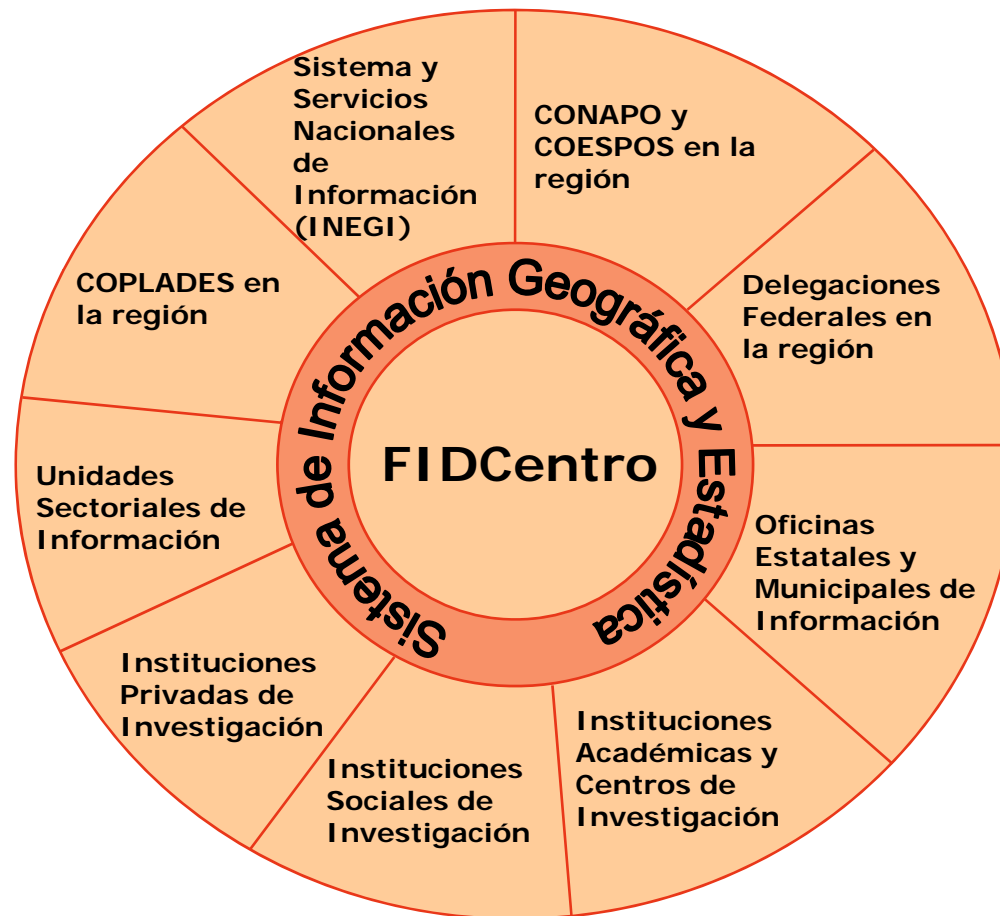 Sistema y
Servicios
Nacionales
de
Información
(INEGI)
CONAPO y
COESPOS en la
región
Delegaciones
Federales en
la región
Oficinas
Estatales y
Municipales de
Información
Instituciones
Académicas y
Centros de
Investigación
Instituciones
Sociales de
Investigación
Instituciones
Privadas de
Investigación
Unidades
Sectoriales de
Información
COPLADES en
la región
Sistema de Información Geográfica y Estadística
FIDCentro